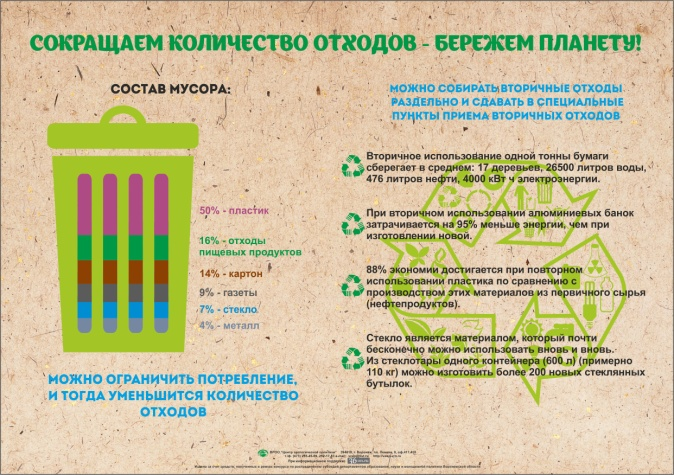 СОКРАЩАЕМ КОЛИЧЕСТВО ОТХОДОВ - БЕРЕЖЕМ ПЛАНЕТУ!
СОСТАВ МУСОРА:
50% - пластик
16% - отходы
пищевых продуктов
14% - картон
9% - газеты
7% - стекло
4% - металл
МОЖНО ОГРАНИЧИТЬ ПОТРЕБЛЕНИЕ,
И ТОГДА УМЕНЬШИТСЯ КОЛИЧЕСТВО
ОТХОДОВ
МОЖНО СОБИРАТЬ ВТОРИЧНЫЕ ОТХОДЫ
РАЗДЕЛЬНО И СДАВАТЬ В СПЕЦИАЛЬНЫЕ
ПУНКТЫ ПРИЕМА ВТОРИЧНЫХ ОТХОДОВ
Вторичное использование одной тонны бумаги
сберегает в среднем: 17 деревьев, 26500 литров воды,
476 литров нефти, 4000 кВт ч электроэнергии.
При вторичном использовании алюминиевых банок
затрачивается на 95% меньше энергии, чем при
изготовлении новой.
88% экономии достигается при повторном
использовании пластика по сравнению с
производством этих материалов из первичного сырья
(нефтепродуктов).
Стекло является материалом, который почти
бесконечно можно использовать вновь и вновь.
Из стеклотары одного контейнера (600 л) (примерно
110 кг) можно изготовить более 200 новых стеклянных
бутылок.